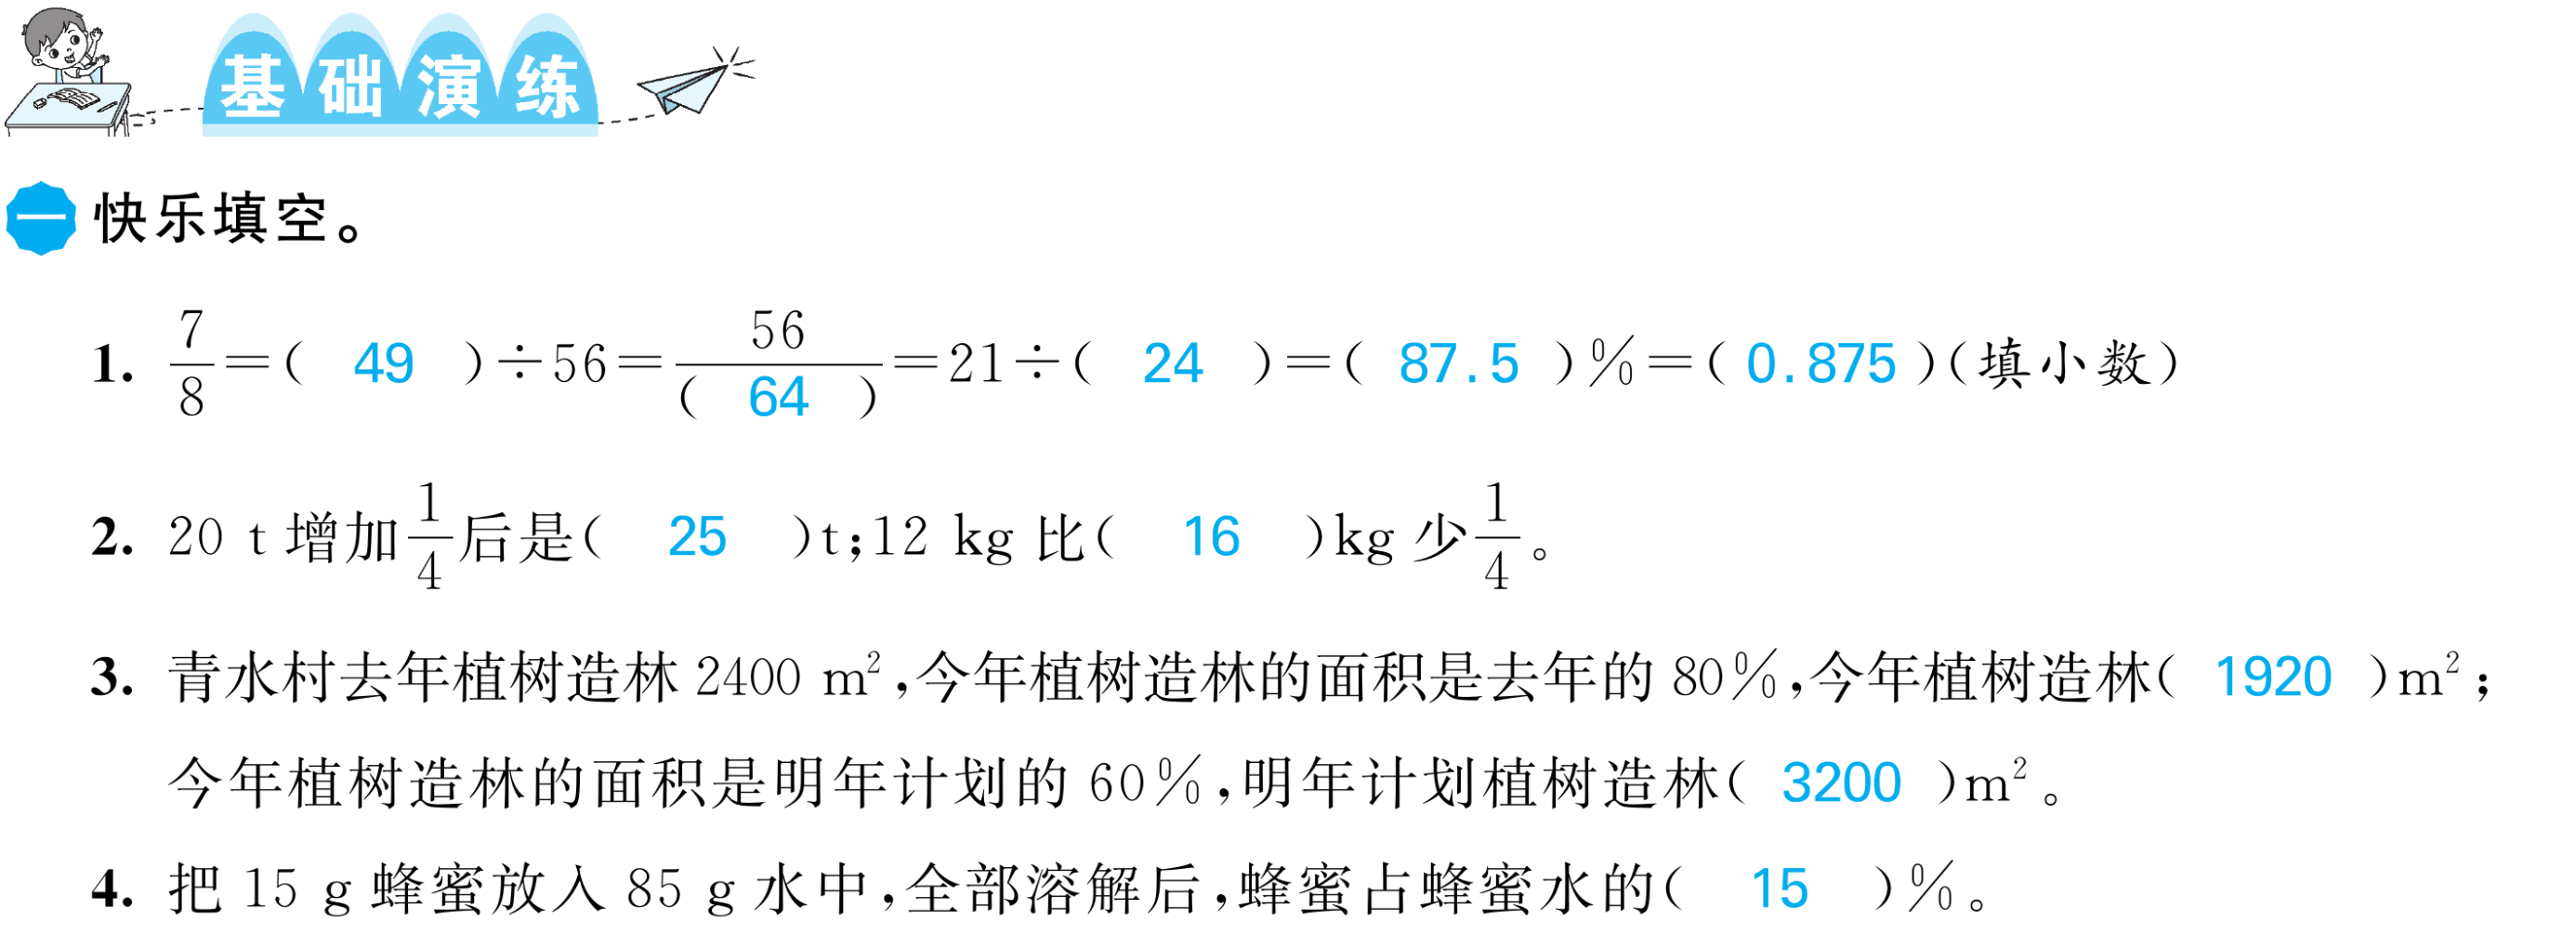 基础演练
一 快乐填空。
1. 7/8=( 49 )÷56=56/( 64 )=21÷( 24 )=( 87.5 )%=( 0.875 )(填小数)
2. 20 t 增加1/4后是( 25 )t;12 kg 比( 16 )kg 少1/4。
3. 青水村去年植树造林 2400 m²,今年植树造林的面积是去年的 80%,今年植树造林( 1920 )m²;
今年植树造林的面积是明年计划的 60%,明年计划植树造林( 3200 )m²。
4. 把 15 g 蜂蜜放入 85 g 水中,全部溶解后,蜂蜜占蜂蜜水的( 15 )%。